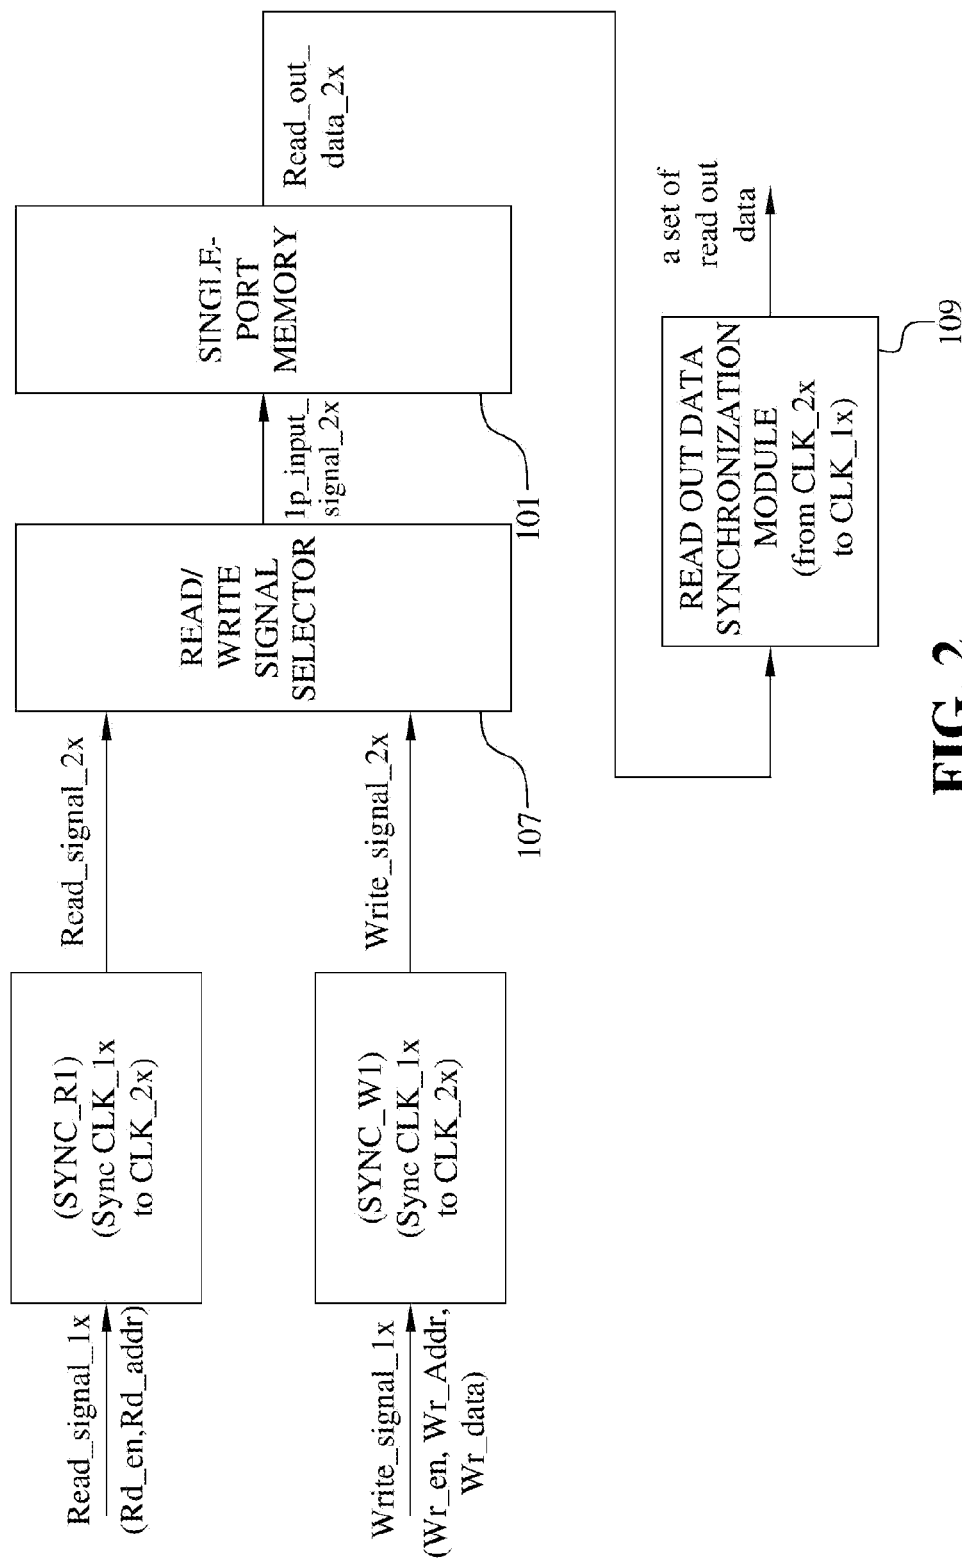 Read_signal_1x
(Rd_en,Rd_addr)
(SYNC_R1)
(Sync CLK_1x
to CLK_2x)
Read_signal_2x
Write_signal_1x
(Wr_en, Wr_Addr,
Wr_data)
(SYNC_W1)
(Sync CLK_1x
to CLK_2x)
Write_signal_2x
READ/
WRITE
SIGNAL
SELECTOR
107
1p_input_
signal_2x
SINGLE-
PORT
MEMORY
101
Read_out_
data_2x
READ OUT DATA
SYNCHRONIZATION
MODULE
(from CLK_2x
to CLK_1x)
109
a set of
read out
data
FIG. 2